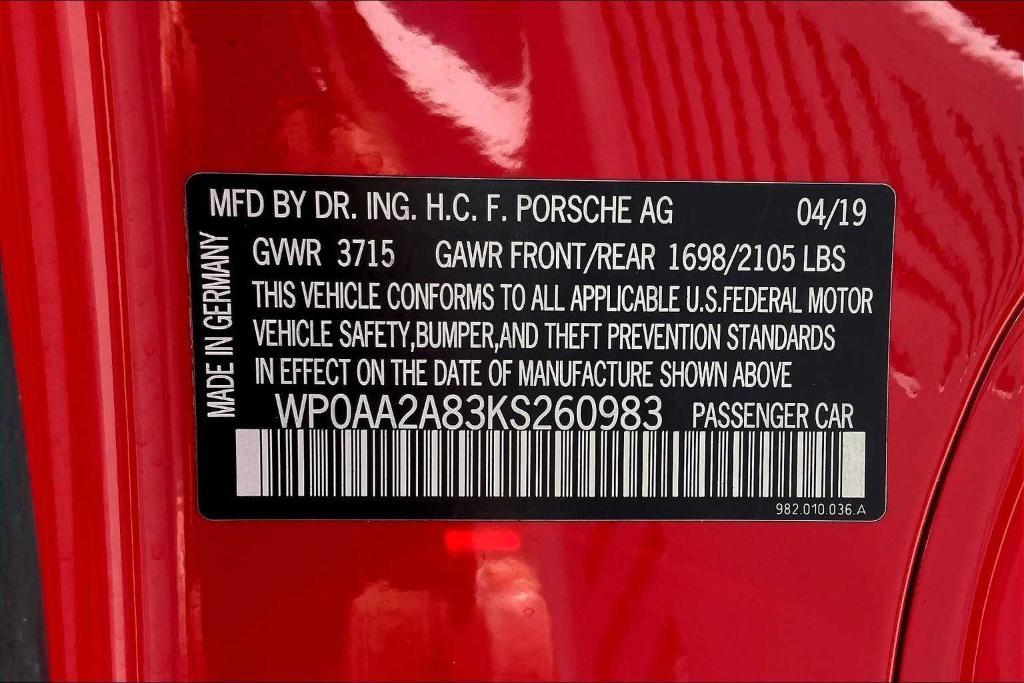 MFD BY DR. ING. H.C. F. PORSCHE AG 04/19
GVWR 3715 GAWR FRONT/REAR 1698/2105 LBS
THIS VEHICLE CONFORMS TO ALL APPLICABLE U.S.FEDERAL MOTOR
VEHICLE SAFETY,BUMPER,AND THEFT PREVENTION STANDARDS
IN EFFECT ON THE DATE OF MANUFACTURE SHOWN ABOVE
MADE IN GERMANY
WP0AA2A83KS260983 PASSENGER CAR
982.010.036.A